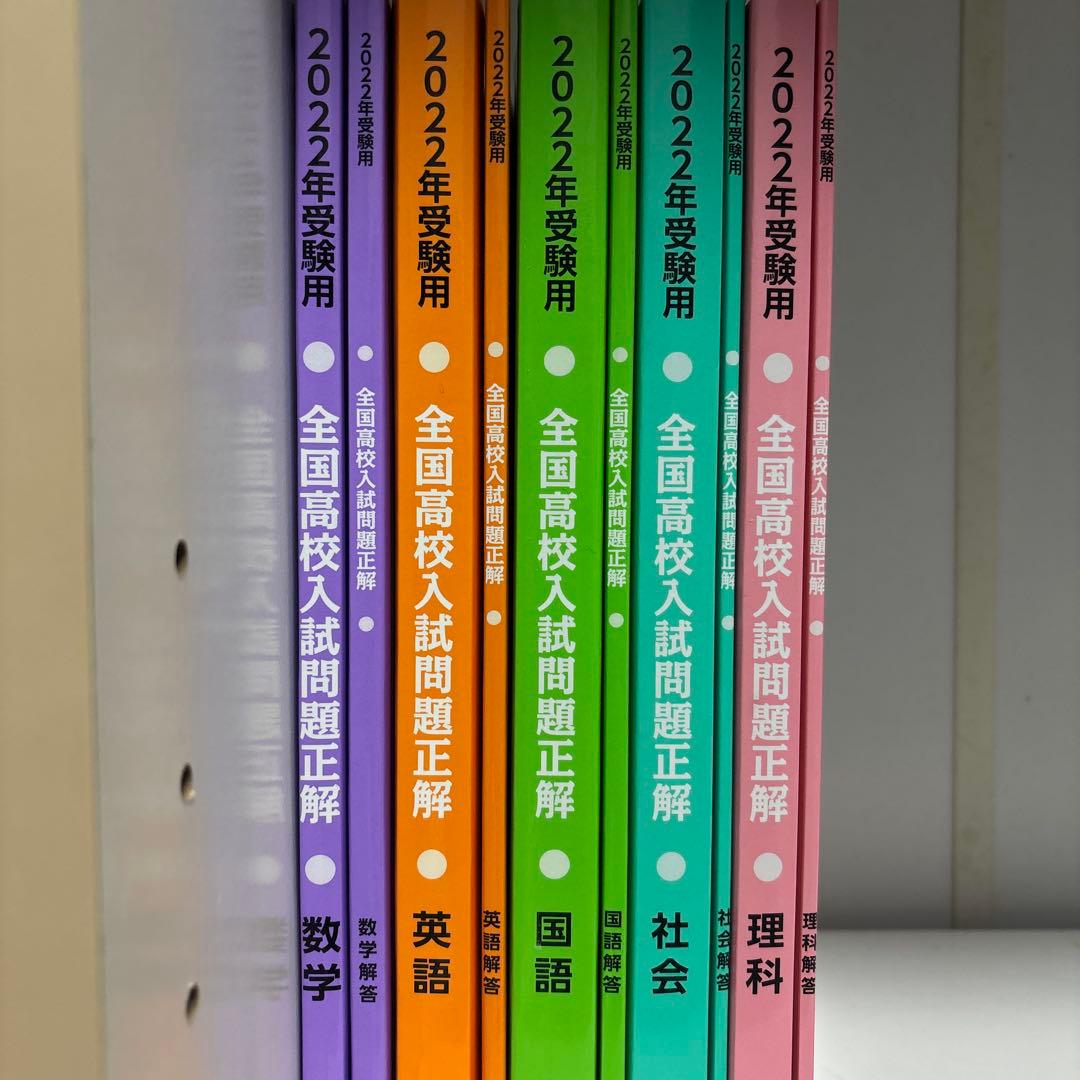 2022年受験用 ● 全国高校入試問題正解 ● 数学
2022年受験用 ● 全国高校入試問題正解 ● 数学解答
2022年受験用 ● 全国高校入試問題正解 ● 英語
2022年受験用 ● 全国高校入試問題正解 ● 英語解答
2022年受験用 ● 全国高校入試問題正解 ● 国語
2022年受験用 ● 全国高校入試問題正解 ● 国語解答
2022年受験用 ● 全国高校入試問題正解 ● 社会
2022年受験用 ● 全国高校入試問題正解 ● 社会解答
2022年受験用 ● 全国高校入試問題正解 ● 理科
2022年受験用 ● 全国高校入試問題正解 ● 理科解答